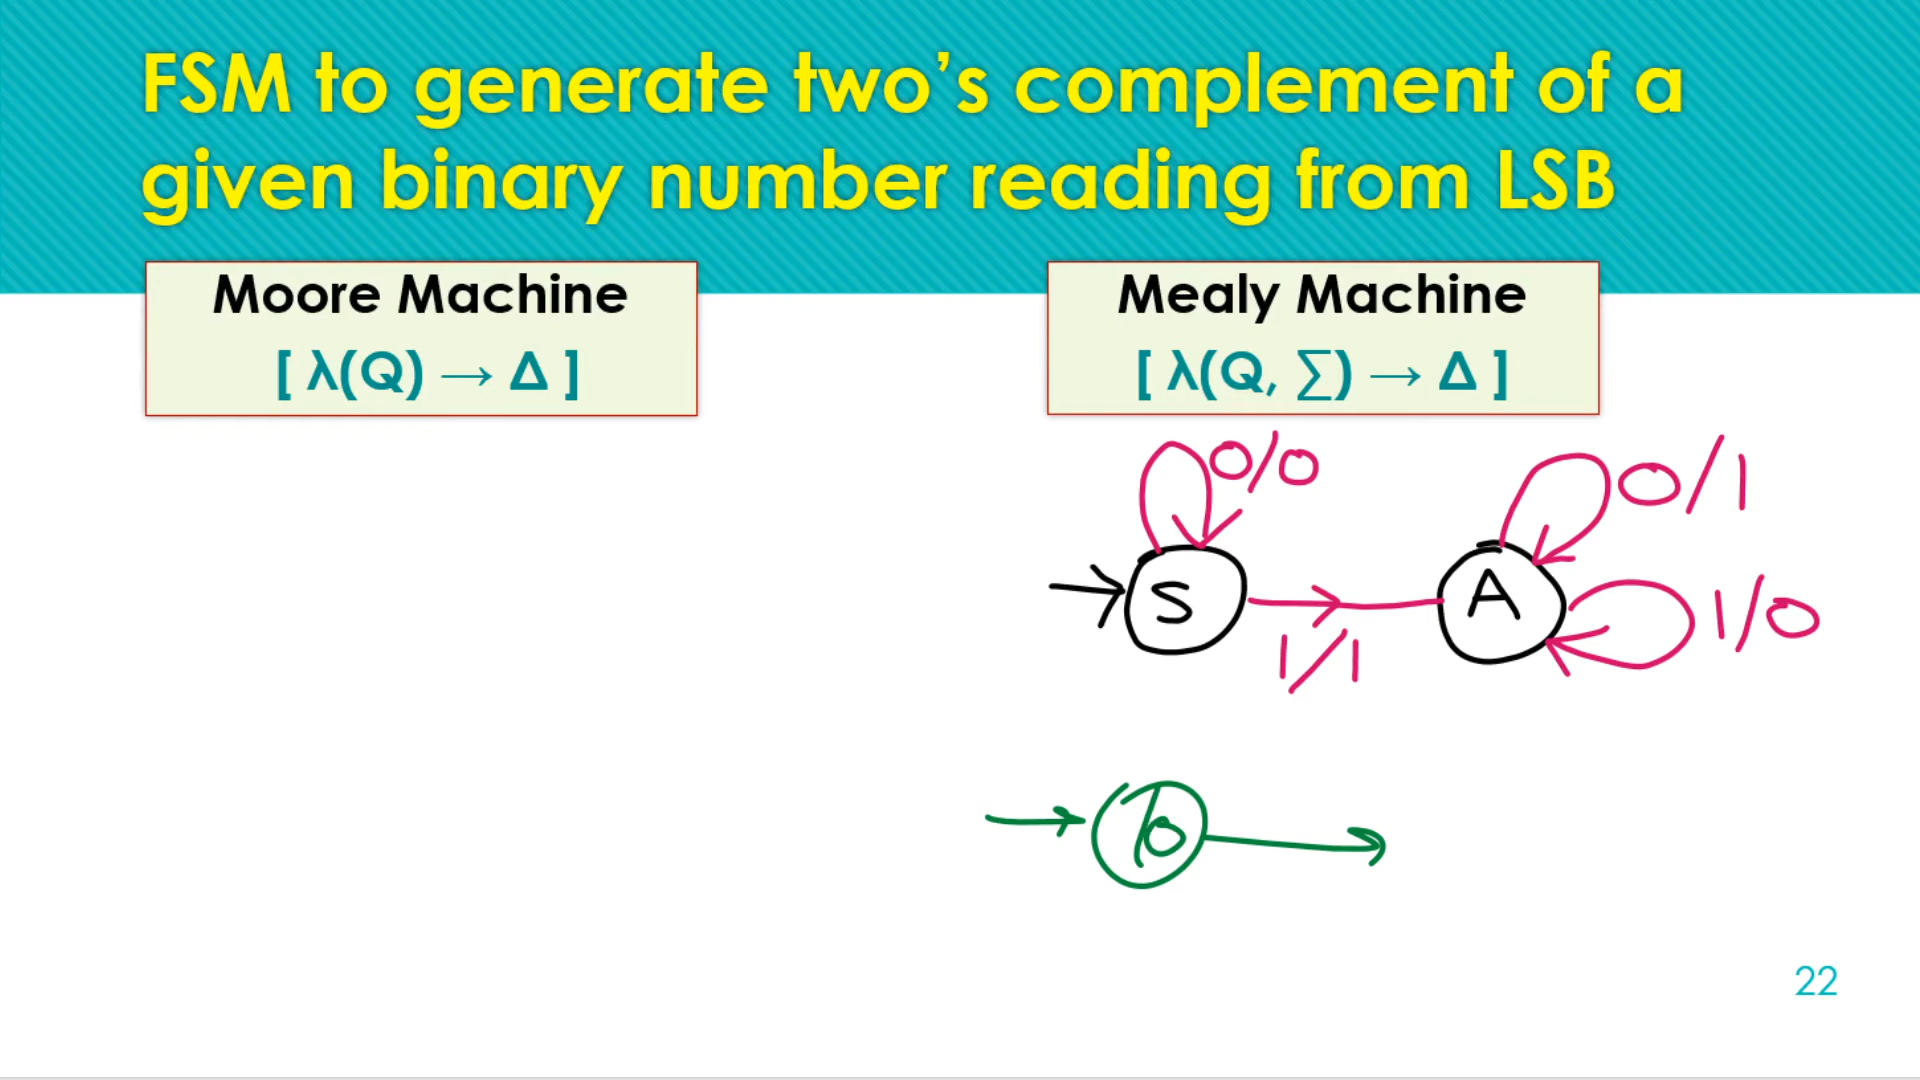 FSM to generate two’s complement of a
given binary number reading from LSB
Moore Machine
[ λ(Q) → Δ ]
Mealy Machine
[ λ(Q, ∑) → Δ ]
0/0
0/1
S
A
1/0
1/1
22